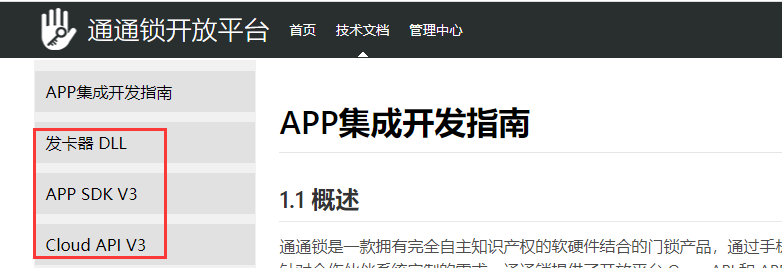 通通锁开放平台 首页 技术文档 管理中心
APP集成开发指南
发卡器 DLL
APP SDK V3
Cloud API V3
APP集成开发指南
1.1 概述
通通锁是一款拥有完全自主知识产权的软硬件结合的门锁产品，通过手机